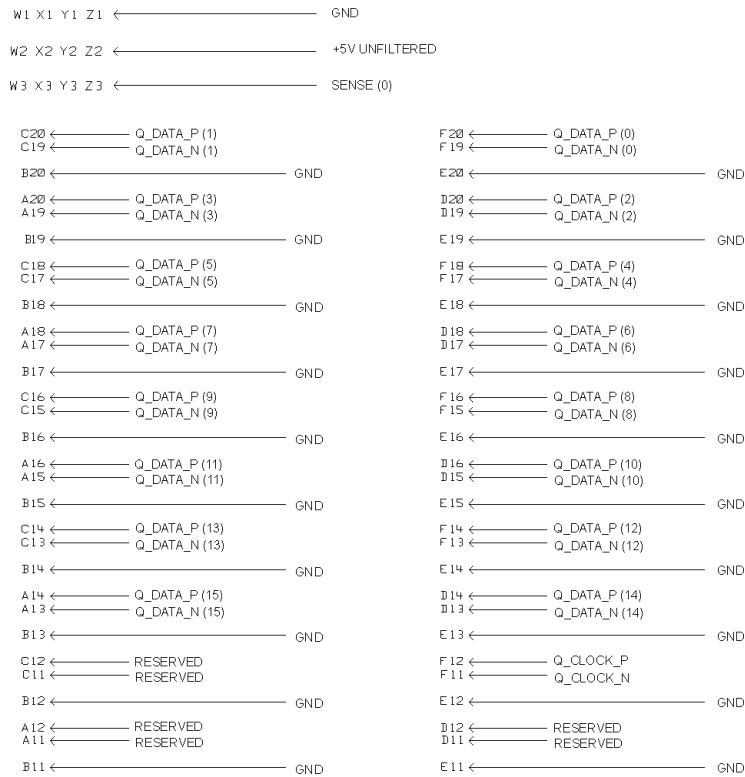 W1 X1 Y1 Z1 GND
W2 X2 Y2 Z2 +5V UNFILTERED
W3 X3 Y3 Z3 SENSE (0)
C20 Q_DATA_P (1)
C19 Q_DATA_N (1)
B20 GND
A20 Q_DATA_P (3)
A19 Q_DATA_N (3)
B19 GND
C18 Q_DATA_P (5)
C17 Q_DATA_N (5)
B18 GND
A18 Q_DATA_P (7)
A17 Q_DATA_N (7)
B17 GND
C16 Q_DATA_P (9)
C15 Q_DATA_N (9)
B16 GND
A16 Q_DATA_P (11)
A15 Q_DATA_N (11)
B15 GND
C14 Q_DATA_P (13)
C13 Q_DATA_N (13)
B14 GND
A14 Q_DATA_P (15)
A13 Q_DATA_N (15)
B13 GND
C12 RESERVED
C11 RESERVED
B12 GND
A12 RESERVED
A11 RESERVED
B11 GND
F20 Q_DATA_P (0)
F19 Q_DATA_N (0)
E20 GND
D20 Q_DATA_P (2)
D19 Q_DATA_N (2)
E19 GND
F18 Q_DATA_P (4)
F17 Q_DATA_N (4)
E18 GND
D18 Q_DATA_P (6)
D17 Q_DATA_N (6)
E17 GND
F16 Q_DATA_P (8)
F15 Q_DATA_N (8)
E16 GND
D16 Q_DATA_P (10)
D15 Q_DATA_N (10)
E15 GND
F14 Q_DATA_P (12)
F13 Q_DATA_N (12)
E14 GND
D14 Q_DATA_P (14)
D13 Q_DATA_N (14)
E13 GND
F12 Q_CLOCK_P
F11 Q_CLOCK_N
E12 GND
D12 RESERVED
D11 RESERVED
E11 GND